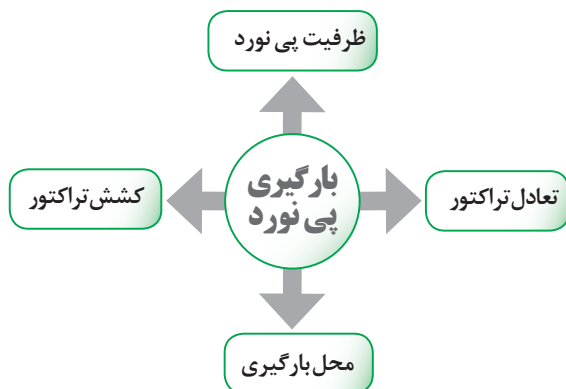 ظرفیت پی نورد
بارگیری
پی نورد
تعادل تراکتور
کشش تراکتور
محل بارگیری